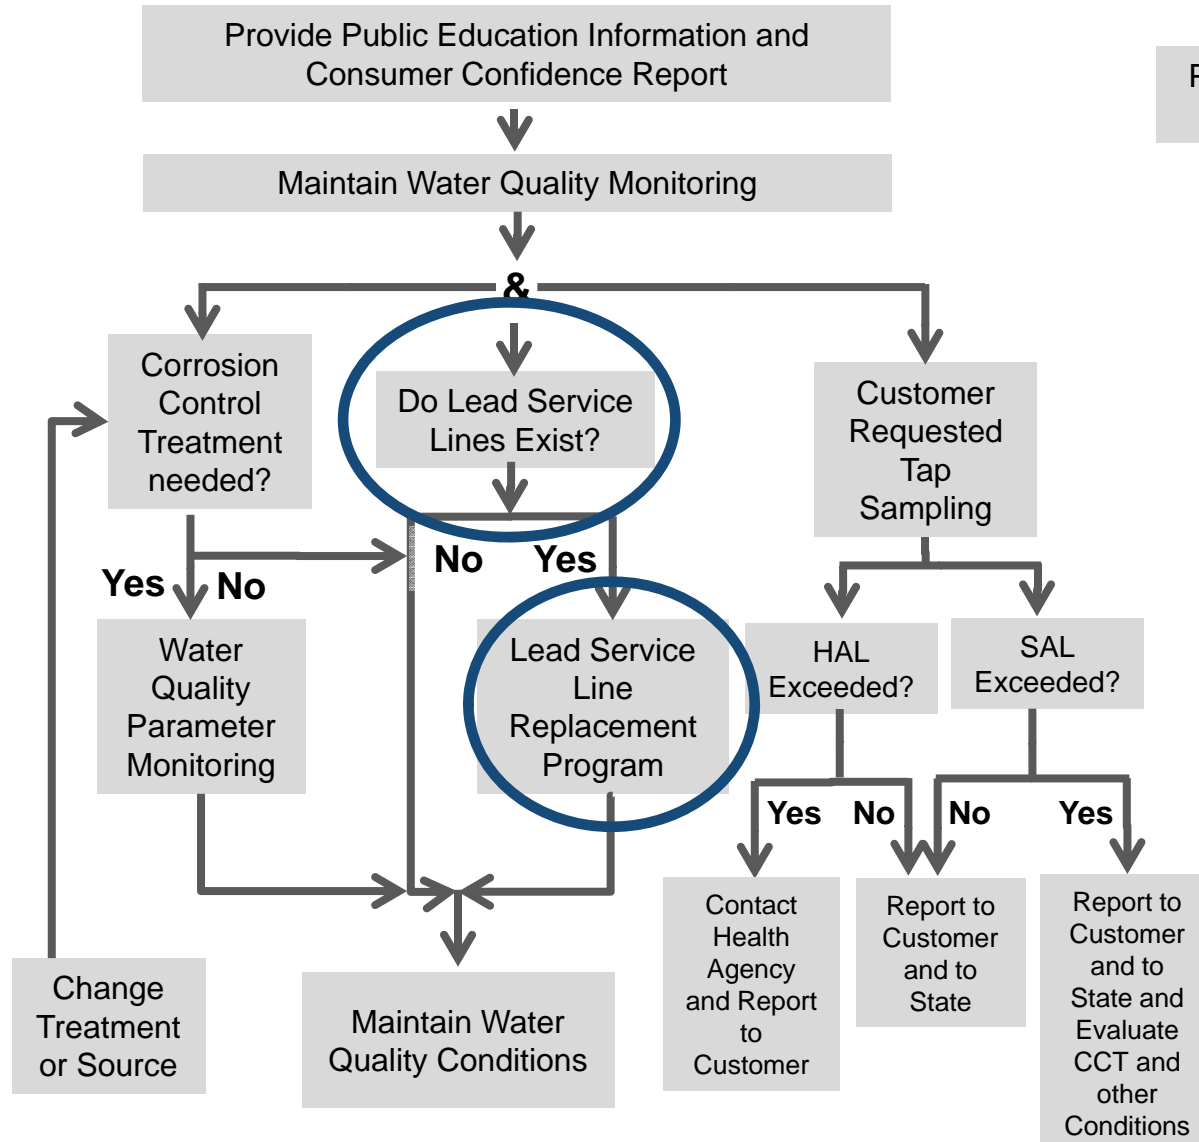 Provide Public Education Information and
Consumer Confidence Report
Maintain Water Quality Monitoring
&
Corrosion
Control
Treatment
needed?
Do Lead Service
Lines Exist?
Customer
Requested
Tap
Sampling
Yes
No
No
Yes
Water
Quality
Parameter
Monitoring
Lead Service
Line
Replacement
Program
HAL
Exceeded?
SAL
Exceeded?
Yes
No
No
Yes
Change
Treatment
or Source
Maintain Water
Quality Conditions
Contact
Health
Agency
and Report
to
Customer
Report to
Customer
and to
State
Report to
Customer
and to
State and
Evaluate
CCT and
other
Conditions